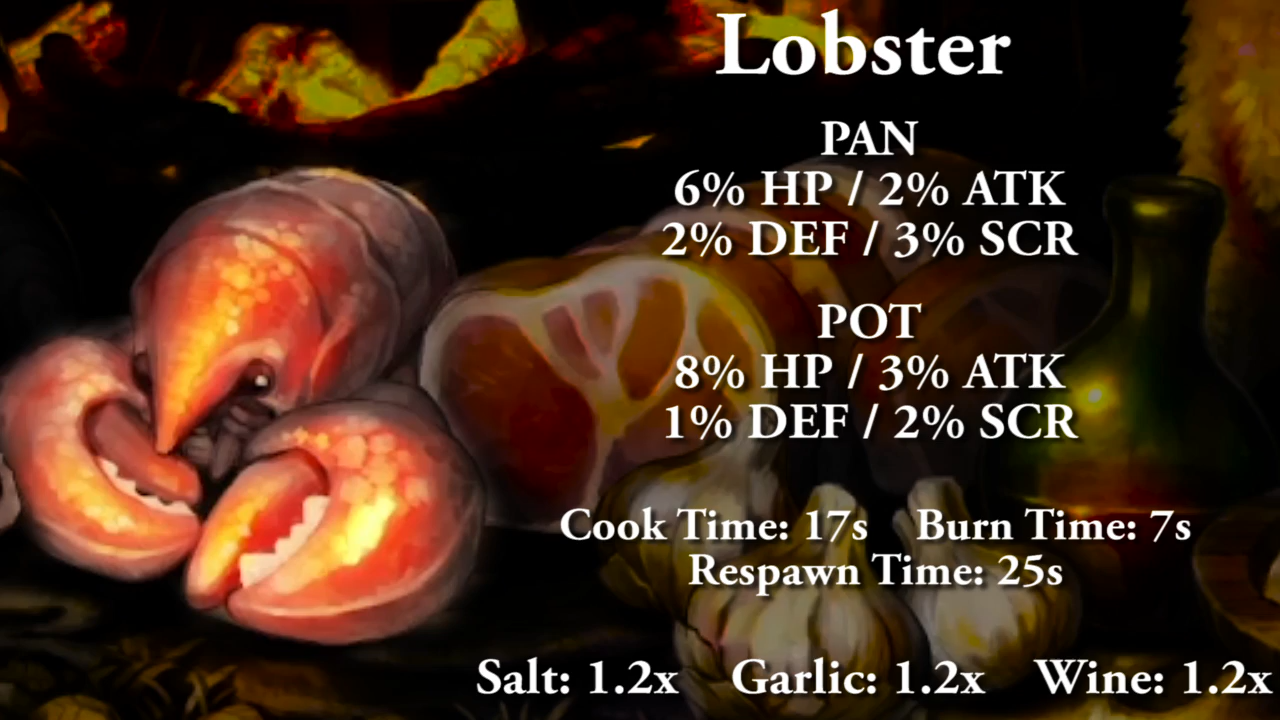 Lobster
PAN
6% HP / 2% ATK
2% DEF / 3% SCR
POT
8% HP / 3% ATK
1% DEF / 2% SCR
Cook Time: 17s Burn Time: 7s
Respawn Time: 25s
Salt: 1.2x Garlic: 1.2x Wine: 1.2x